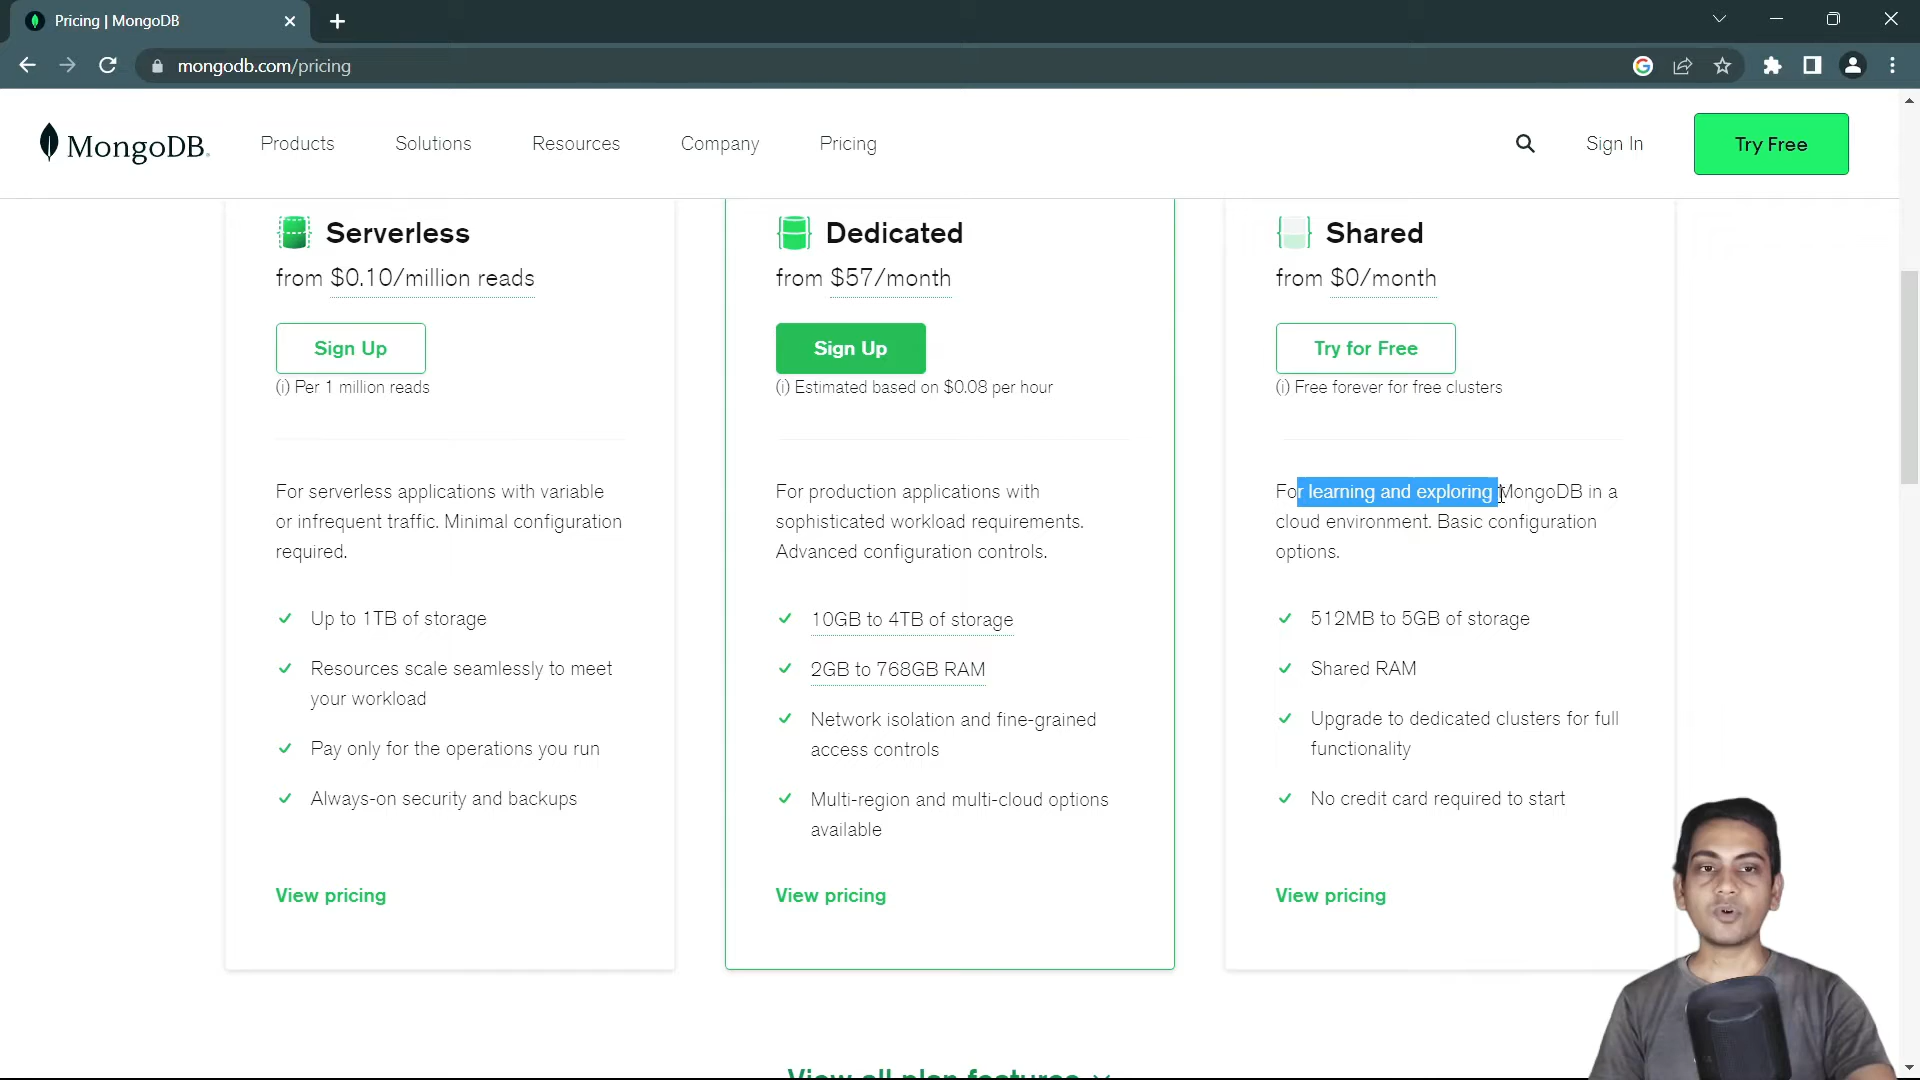 Pricing | MongoDB
mongodb.com/pricing
MongoDB.
Products
Solutions
Resources
Company
Pricing
Sign In
Try Free
Serverless
from $0.10/million reads
Sign Up
(i) Per 1 million reads
For serverless applications with variable
or infrequent traffic. Minimal configuration
required.
Up to 1TB of storage
Resources scale seamlessly to meet
your workload
Pay only for the operations you run
Always-on security and backups
View pricing
Dedicated
from $57/month
Sign Up
(i) Estimated based on $0.08 per hour
For production applications with
sophisticated workload requirements.
Advanced configuration controls.
10GB to 4TB of storage
2GB to 768GB RAM
Network isolation and fine-grained
access controls
Multi-region and multi-cloud options
available
View pricing
Shared
from $0/month
Try for Free
(i) Free forever for free clusters
For learning and exploring MongoDB in a
cloud environment. Basic configuration
options.
512MB to 5GB of storage
Shared RAM
Upgrade to dedicated clusters for full
functionality
No credit card required to start
View pricing
View all plan features